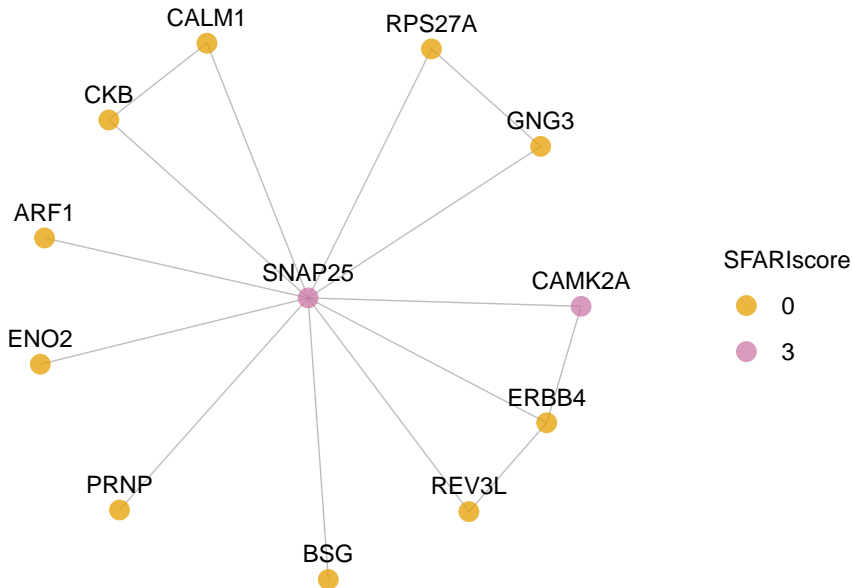 CALM1
RPS27A
CKB
GNG3
ARF1
SNAP25
CAMK2A
ENO2
ERBB4
PRNP
REV3L
BSG
SFARIscore
0
3